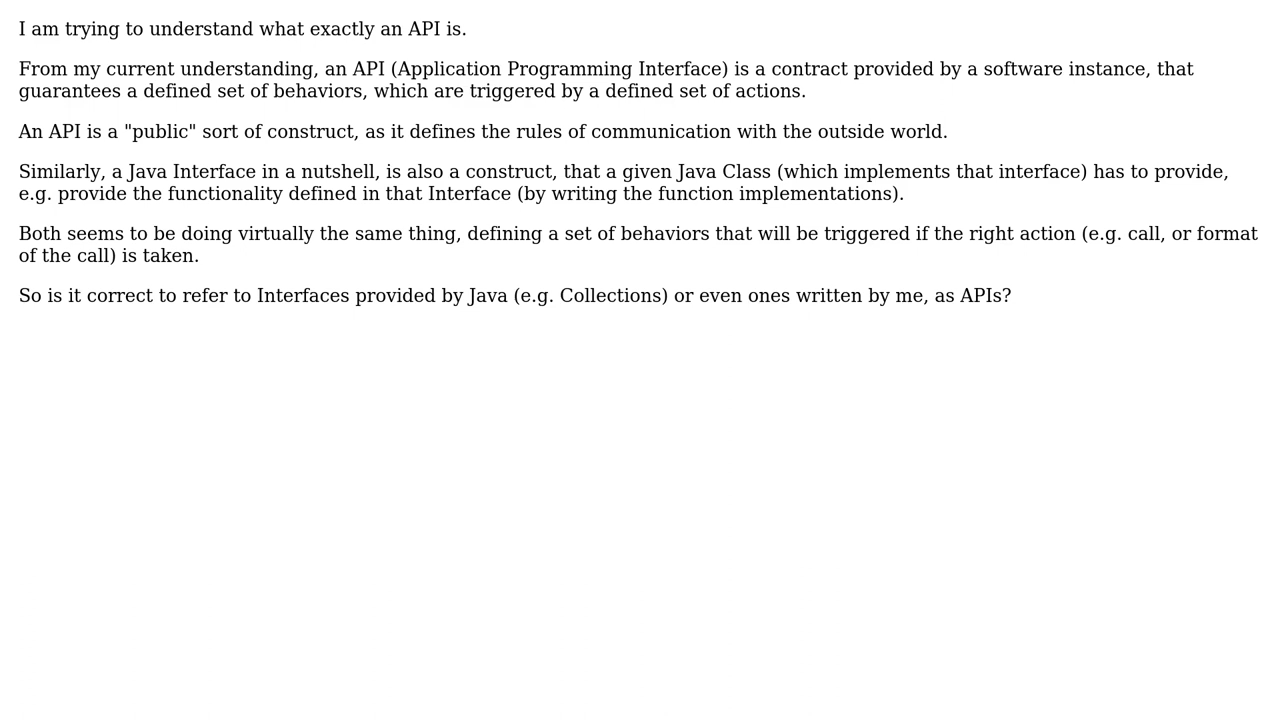 I am trying to understand what exactly an API is.
From my current understanding, an API (Application Programming Interface) is a contract provided by a software instance, that
guarantees a defined set of behaviors, which are triggered by a defined set of actions.
An API is a "public" sort of construct, as it defines the rules of communication with the outside world.
Similarly, a Java Interface in a nutshell, is also a construct, that a given Java Class (which implements that interface) has to provide,
e.g. provide the functionality defined in that Interface (by writing the function implementations).
Both seems to be doing virtually the same thing, defining a set of behaviors that will be triggered if the right action (e.g. call, or format
of the call) is taken.
So is it correct to refer to Interfaces provided by Java (e.g. Collections) or even ones written by me, as APIs?